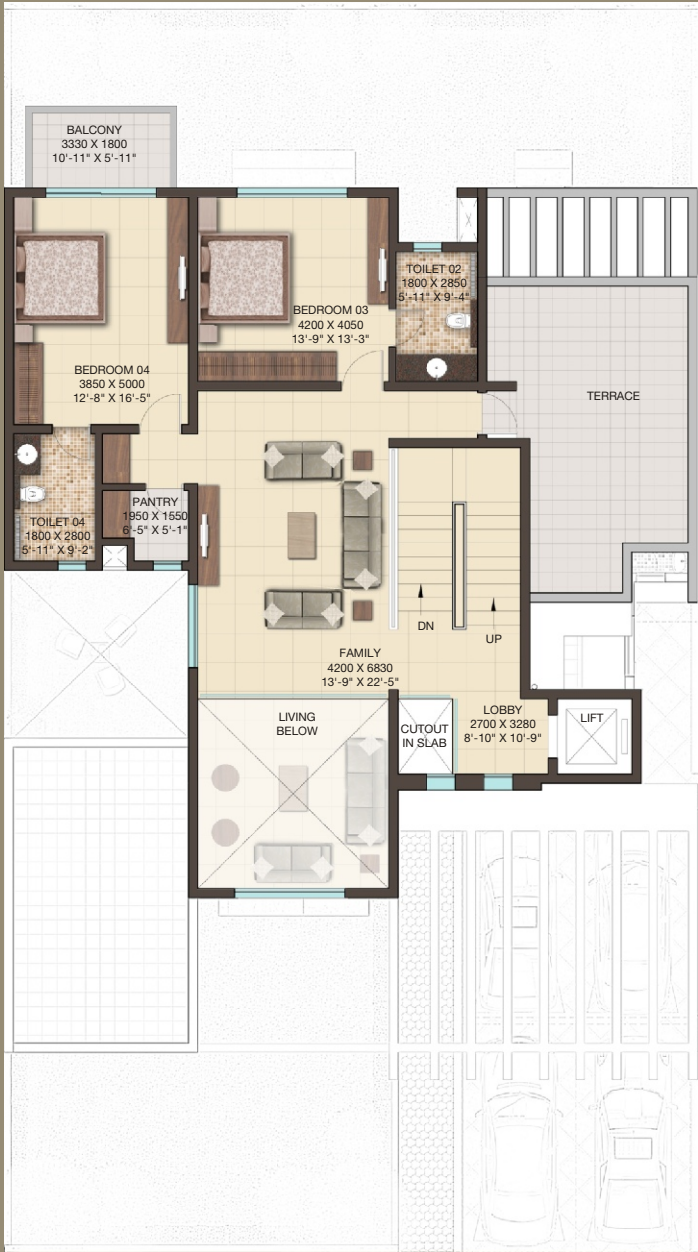 BALCONY
3330 X 1800
10'-11" X 5'-11"
TOILET 02
1800 X 2850
5'-11" X 9'-4"
BEDROOM 03
4200 X 4050
13'-9" X 13'-3"
BEDROOM 04
3850 X 5000
12'-8" X 16'-5"
TERRACE
PANTRY
1950 X 1550
6'-5" X 5'-1"
TOILET 04
1800 X 2800
5'-11" X 9'-2"
DN
UP
FAMILY
4200 X 6830
13'-9" X 22'-5"
LIVING
BELOW
CUTOUT
IN SLAB
LOBBY
2700 X 3280
8'-10" X 10'-9"
LIFT